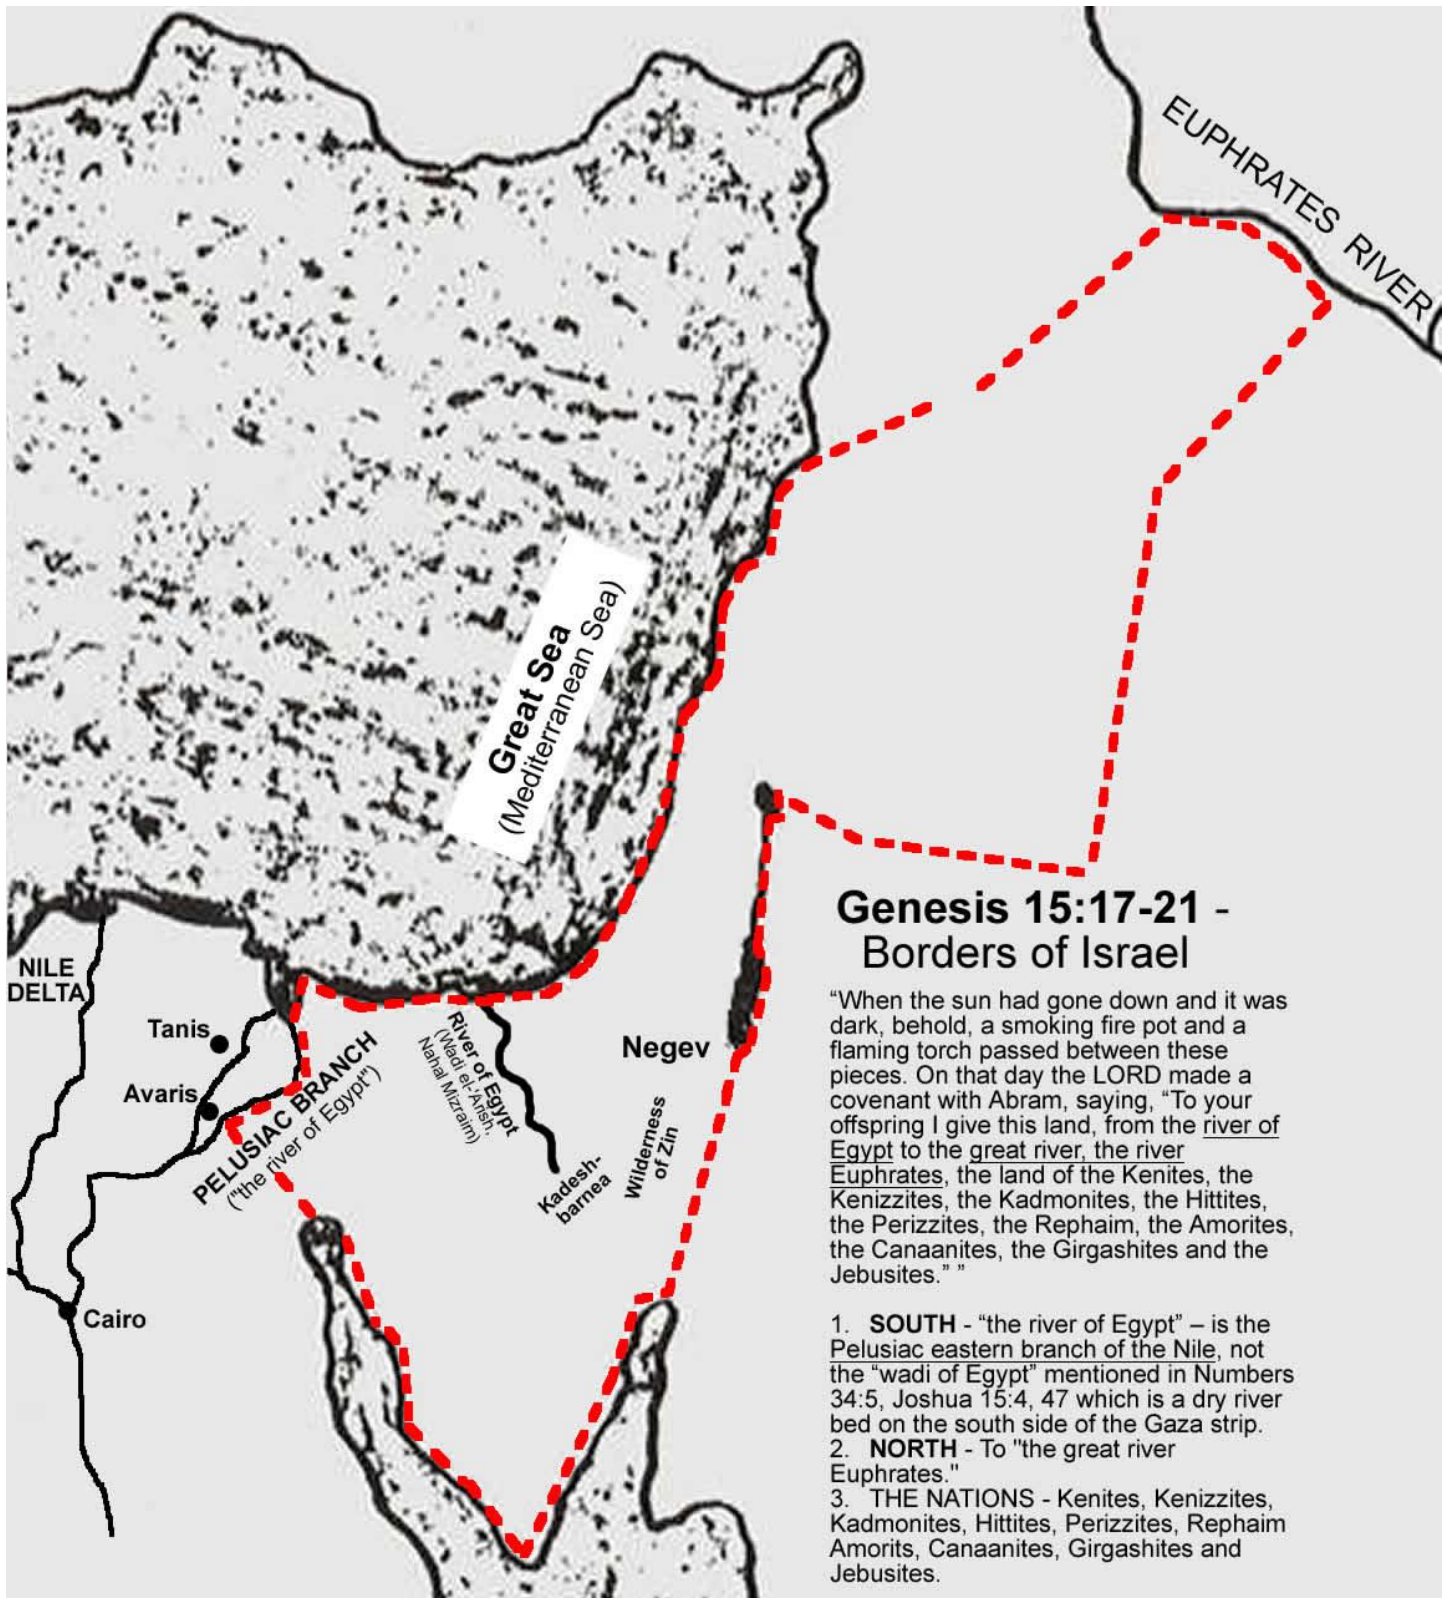 EUPHRATES RIVER
Great Sea
(Mediterranean Sea)
NILE
DELTA
Tanis
Avaris
PELUSIAC BRANCH
("the river of Egypt")
River of Egypt
(Wadi el-'Arish,
Nahal Mizraim)
Kadesh-
barnea
Wilderness
of Zin
Negev
Cairo
Genesis 15:17-21 -
Borders of Israel
“When the sun had gone down and it was
dark, behold, a smoking fire pot and a
flaming torch passed between these
pieces. On that day the LORD made a
covenant with Abram, saying, “To your
offspring I give this land, from the river of
Egypt to the great river, the river
Euphrates, the land of the Kenites, the
Kenizzites, the Kadmonites, the Hittites,
the Perizzites, the Rephaim, the Amorites,
the Canaanites, the Girgashites and the
Jebusites.” ”
1. SOUTH - “the river of Egypt” – is the
Pelusiac eastern branch of the Nile, not
the “wadi of Egypt” mentioned in Numbers
34:5, Joshua 15:4, 47 which is a dry river
bed on the south side of the Gaza strip.
2. NORTH - To "the great river
Euphrates."
3. THE NATIONS - Kenites, Kenizzites,
Kadmonites, Hittites, Perizzites, Rephaim
Amorits, Canaanites, Girgashites and
Jebusites.